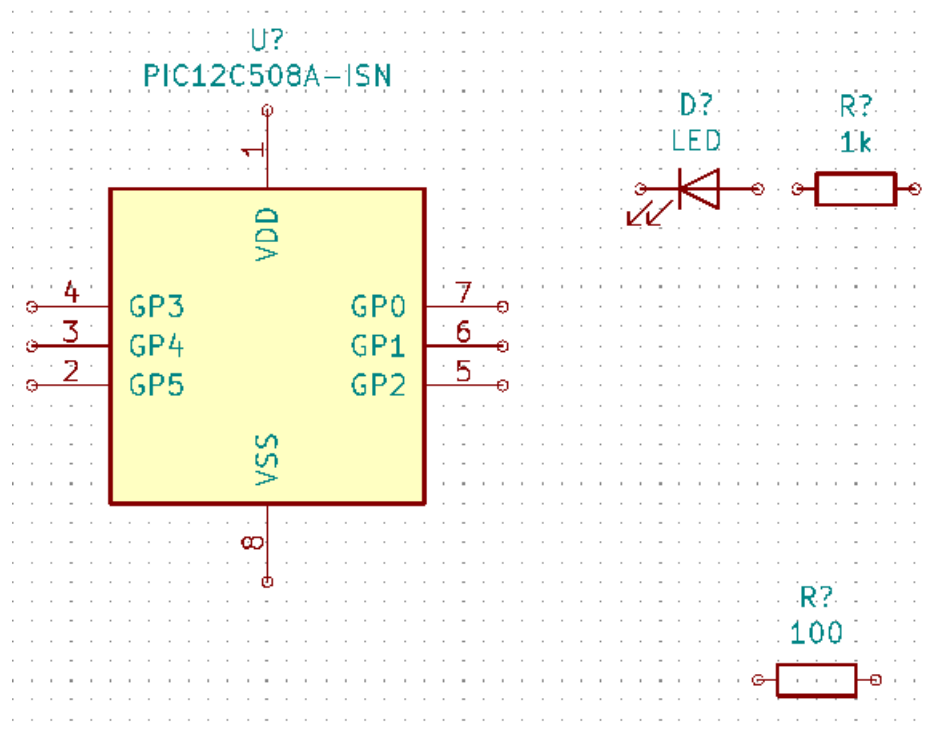 U?
PIC12C508A-ISN
D?
LED
R?
1k
1
VDD
4 GP3 GP0 7
3 GP4 GP1 6
2 GP5 GP2 5
VSS
8
R?
100